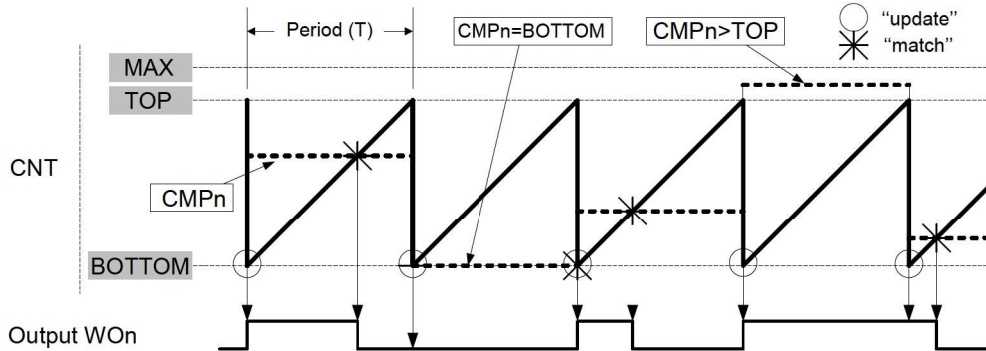 Period (T)
CMPn=BOTTOM
CMPn>TOP
“update”
“match”
MAX
TOP
CNT
CMPn
BOTTOM
Output WOn